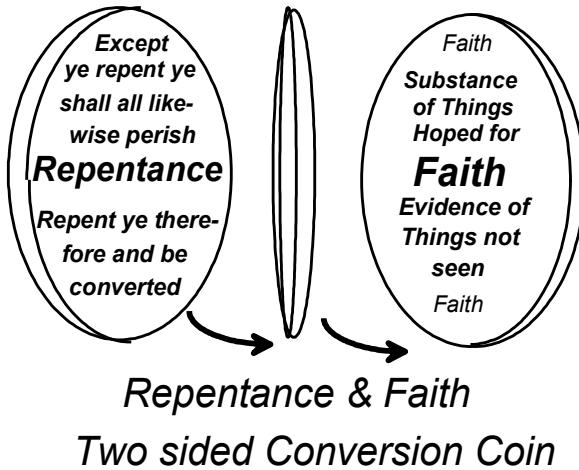 Except
ye repent ye
shall all like-
wise perish
Repentance
Repent ye there-
fore and be
converted
Faith
Substance
of Things
Hoped for
Faith
Evidence of
Things not
seen
Faith
Repentance & Faith
Two sided Conversion Coin